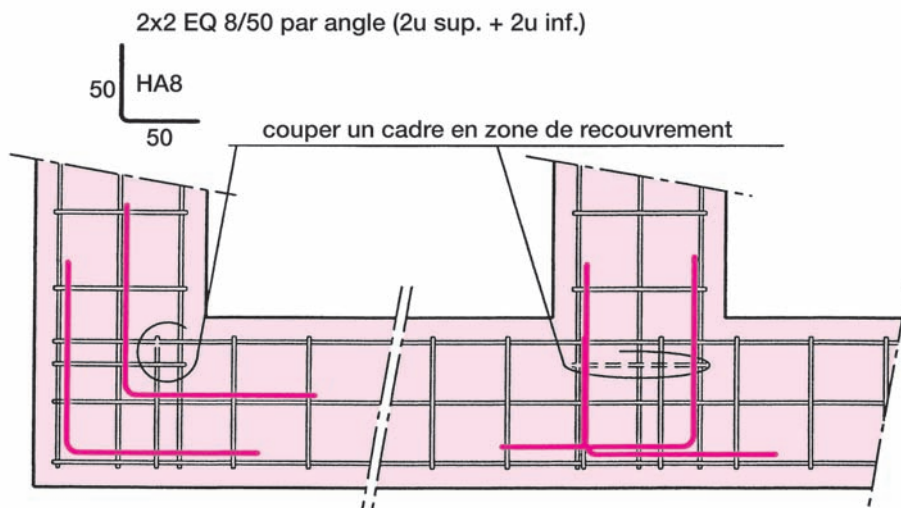 2x2 EQ 8/50 par angle (2u sup. + 2u inf.)
50 HA8
50
couper un cadre en zone de recouvrement